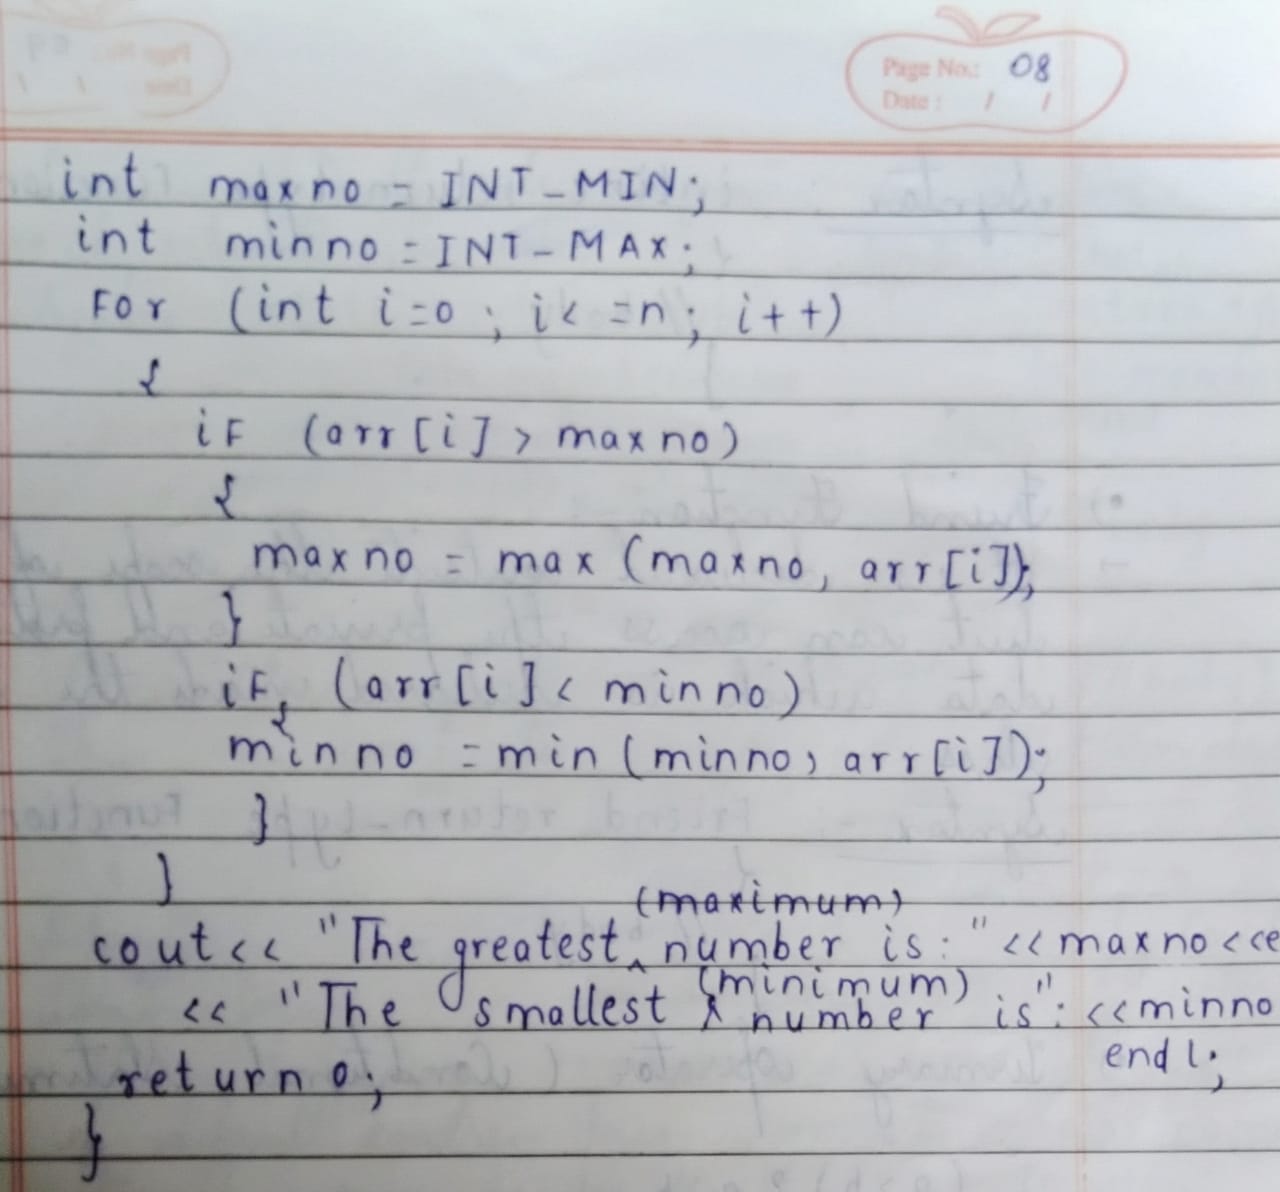 Page No.: 08
Date : / /
int maxno = INT_MIN;
int minno = INT_MAX;
For (int i=0 ; i< =n; i++)
{
iF (arr[i] > maxno)
{
maxno = max (maxno, arr[i]);
}
iF (arr[i] < minno)
{
minno = min (minno, arr[i]);
}
}
(maximum)
cout<< "The greatest ^ number is: " << maxno <<e
(minimum)
<< "The smallest ^ number is": <<minno
endl;
return 0;
}